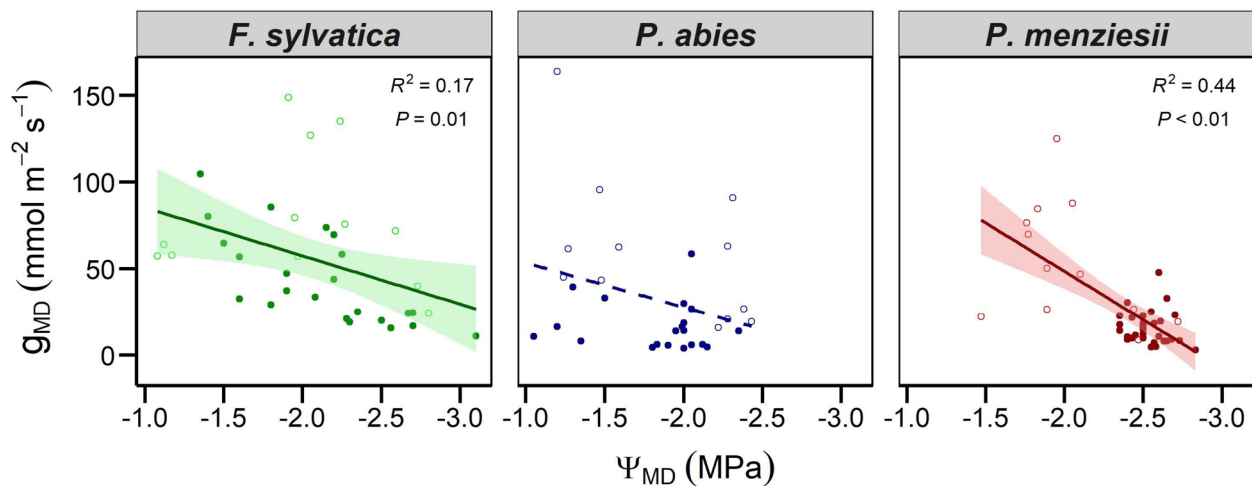 F. sylvatica
P. abies
P. menziesii
R² = 0.17
P = 0.01
R² = 0.44
P < 0.01
g_MD (mmol m⁻² s⁻¹)
150
100
50
0
-1.0 -1.5 -2.0 -2.5 -3.0
-1.0 -1.5 -2.0 -2.5 -3.0
-1.0 -1.5 -2.0 -2.5 -3.0
Ψ_MD (MPa)